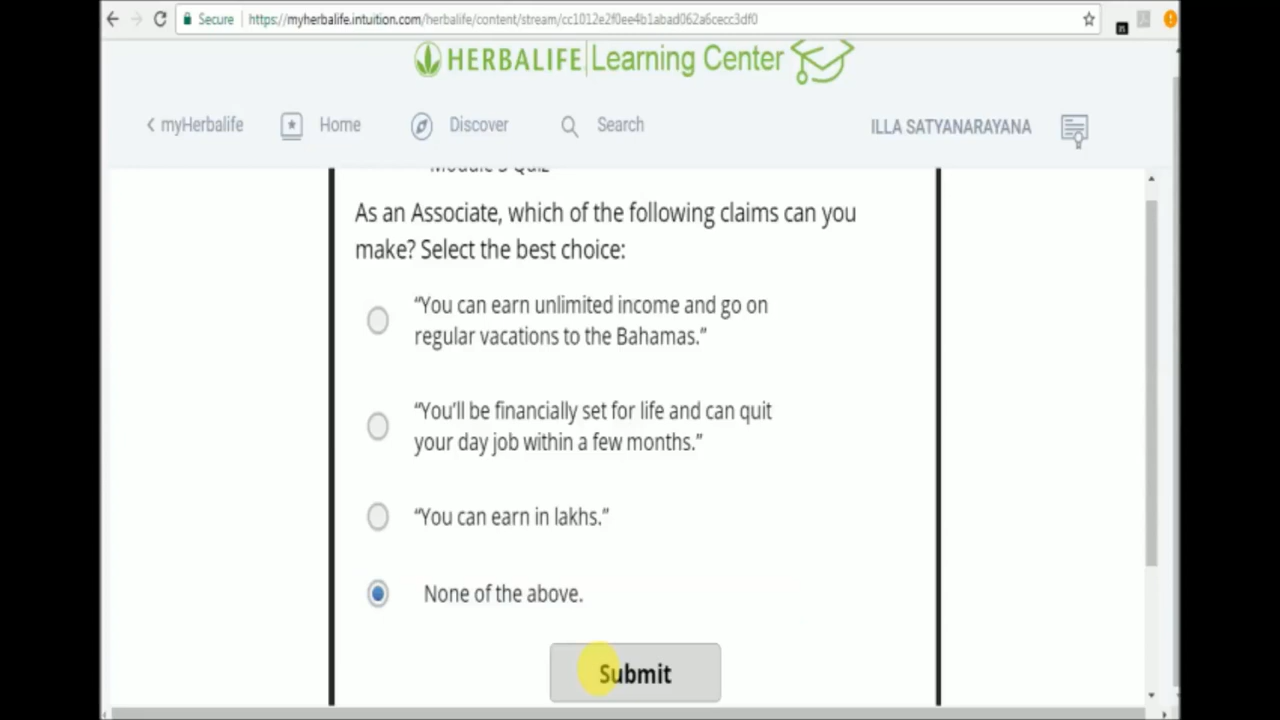 Secure https://myherbalife.intuition.com/herbalife/content/stream/cc1012e2f0ee4b1abad062a6cecc3df0
HERBALIFE Learning Center
myHerbalife Home Discover Search ILLA SATYANARAYANA
As an Associate, which of the following claims can you
make? Select the best choice:
“You can earn unlimited income and go on
regular vacations to the Bahamas.”
“You’ll be financially set for life and can quit
your day job within a few months.”
“You can earn in lakhs.”
None of the above.
Submit